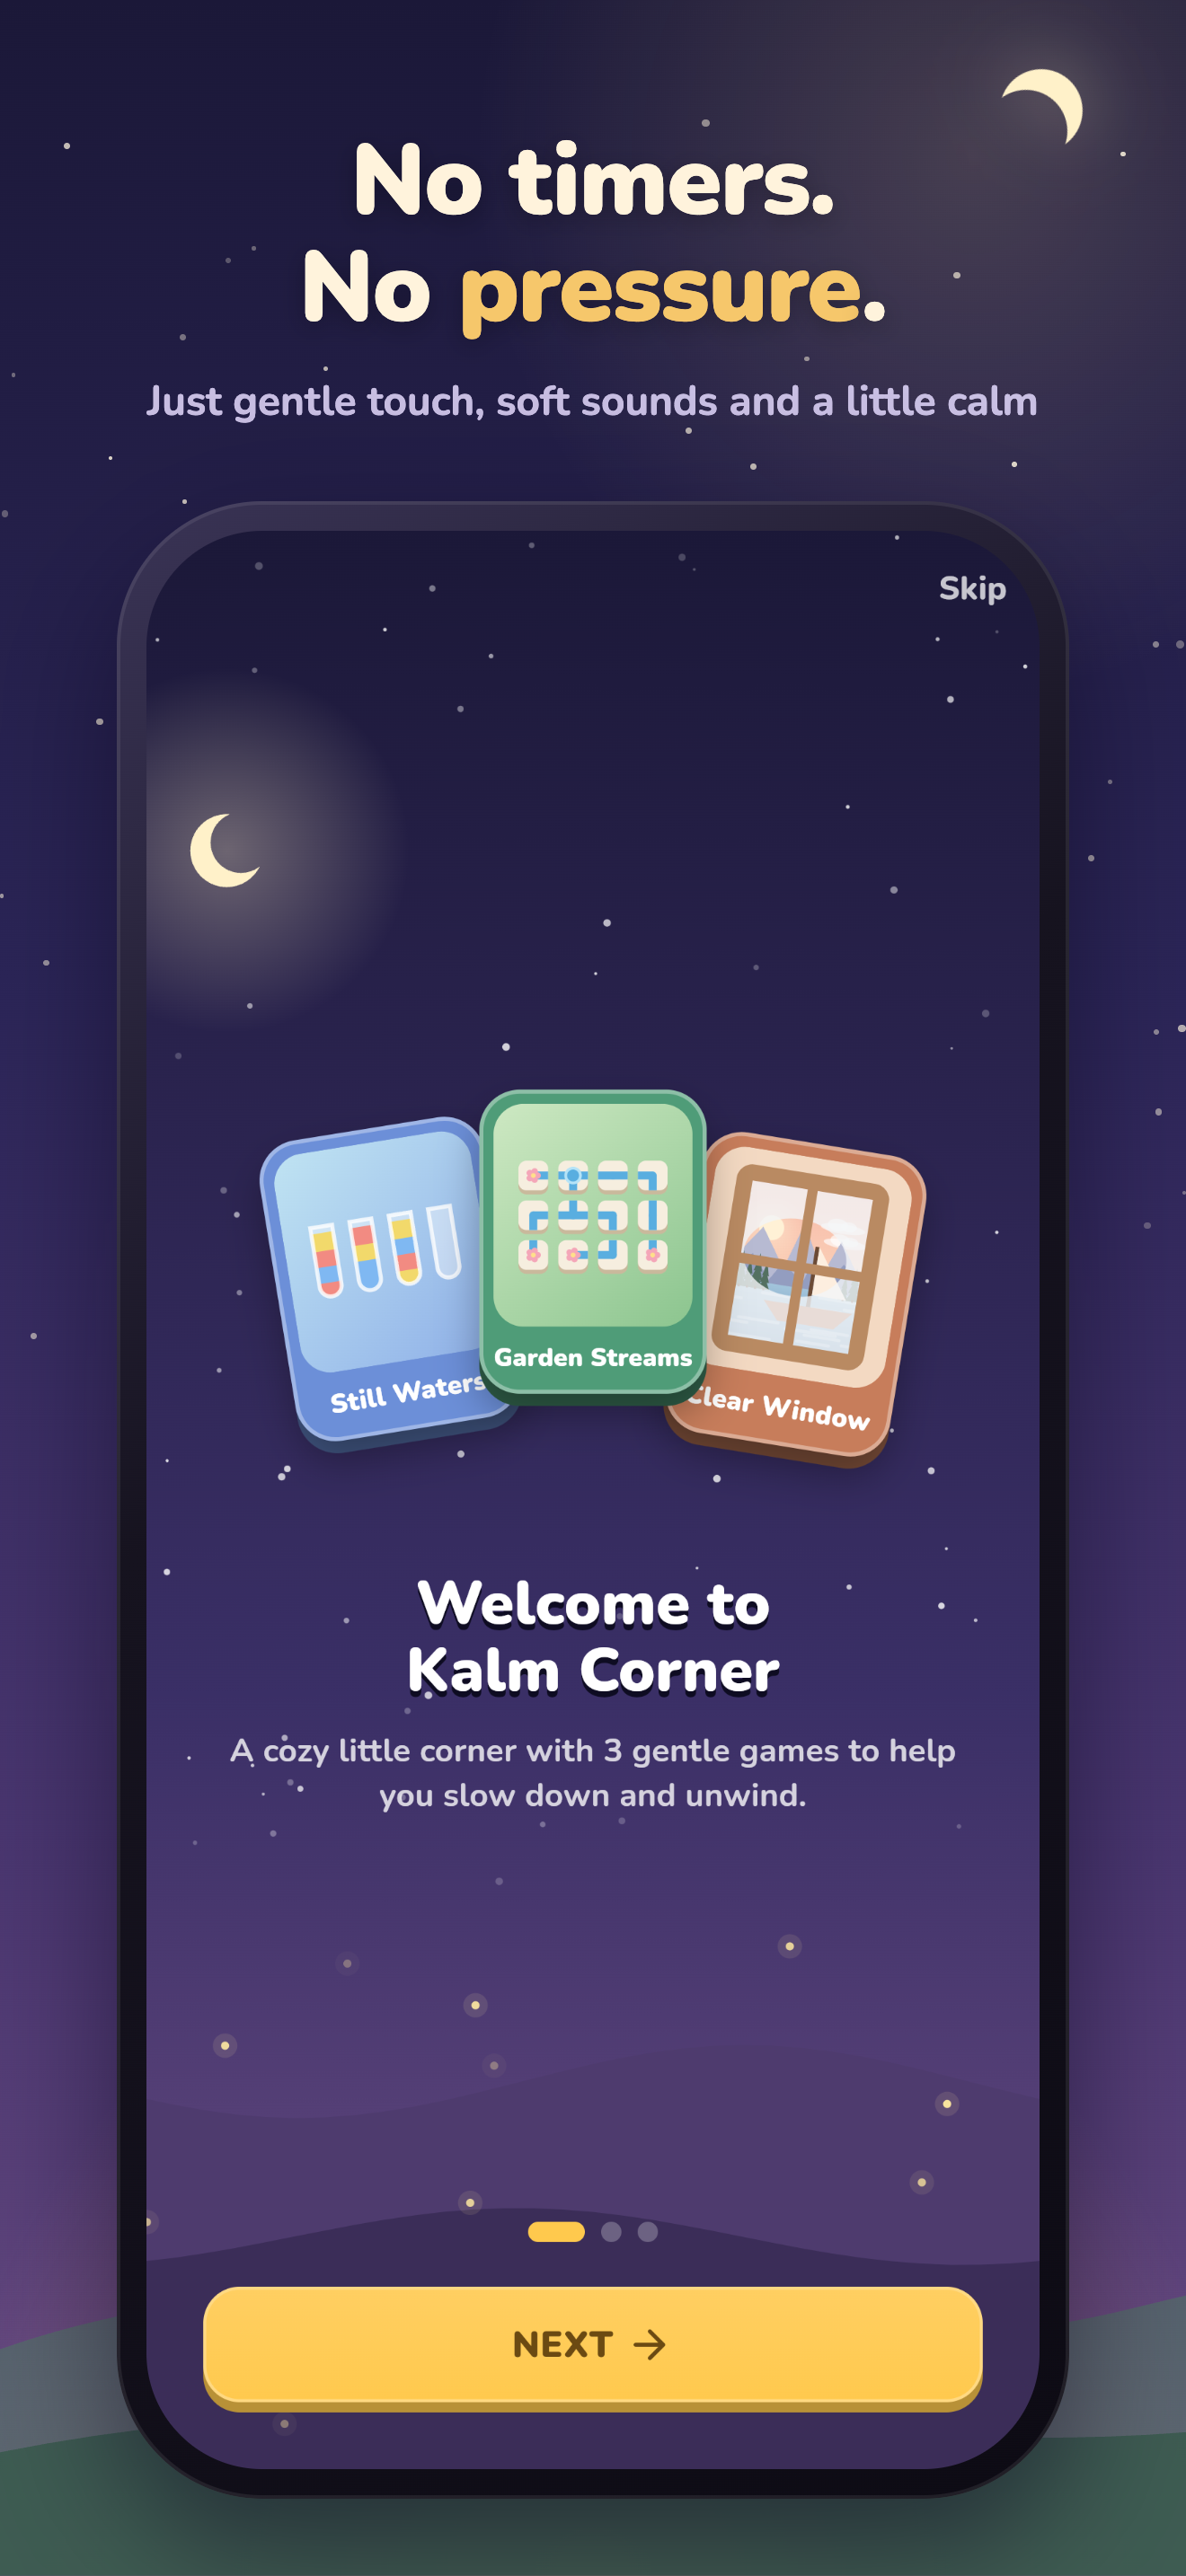 No timers.
No pressure.
Just gentle touch, soft sounds and a little calm
Skip
Still Waters
Garden Streams
Clear Window
Welcome to
Kalm Corner
A cozy little corner with 3 gentle games to help
you slow down and unwind.
NEXT →